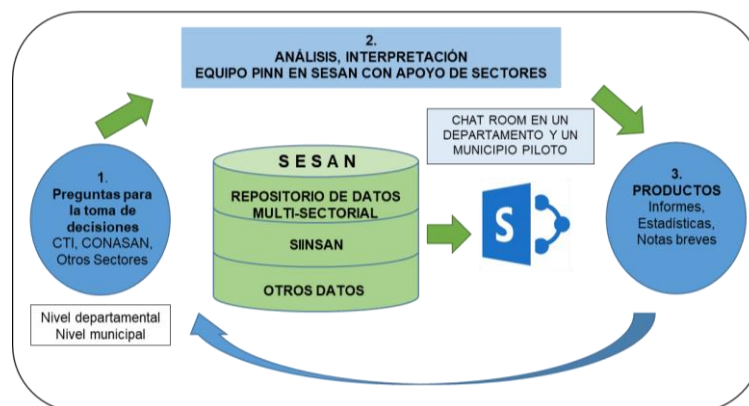 2.
ANÁLISIS, INTERPRETACIÓN
EQUIPO PINN EN SESAN CON APOYO DE SECTORES
CHAT ROOM EN UN
DEPARTAMENTO Y UN
MUNICIPIO PILOTO
1.
Preguntas para
la toma de
decisiones
CTI, CONASAN,
Otros Sectores
Nivel departamental
Nivel municipal
SESAN
REPOSITORIO DE DATOS
MULTI-SECTORIAL
SIINSAN
OTROS DATOS
S
3.
PRODUCTOS
Informes,
Estadísticas,
Notas breves